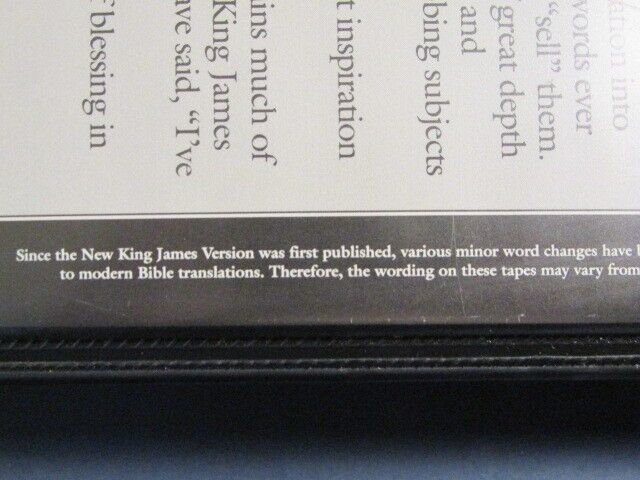 ation into
words ever
“sell” them.
great depth
and
bing subjects
t inspiration
ins much of
King James
ave said, “I’ve
f blessing in
Since the New King James Version was first published, various minor word changes have
to modern Bible translations. Therefore, the wording on these tapes may vary from